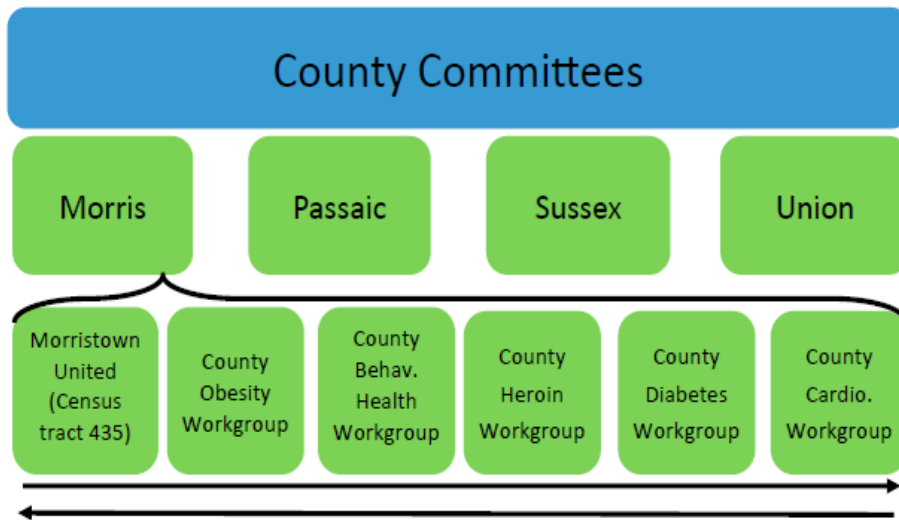 County Committees
Morris
Passaic
Sussex
Union
Morristown
United
(Census
tract 435)
County
Obesity
Workgroup
County
Behav.
Health
Workgroup
County
Heroin
Workgroup
County
Diabetes
Workgroup
County
Cardio.
Workgroup